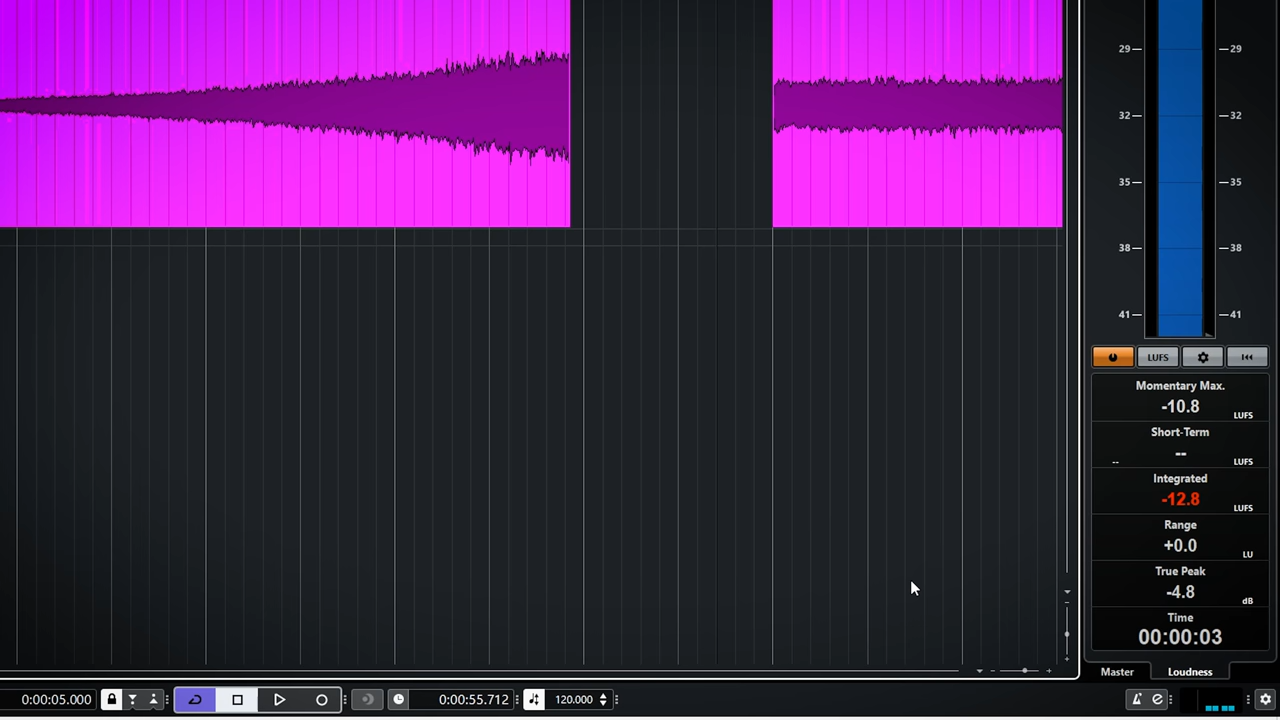 29 29
32 32
35 35
38 38
41 41
LUFS
Momentary Max.
-10.8 LUFS
Short-Term
-- -- LUFS
Integrated
-12.8 LUFS
Range
+0.0 LU
True Peak
-4.8 dB
Time
00:00:03
Master Loudness
0:00:05.000 0:00:55.712 120.000